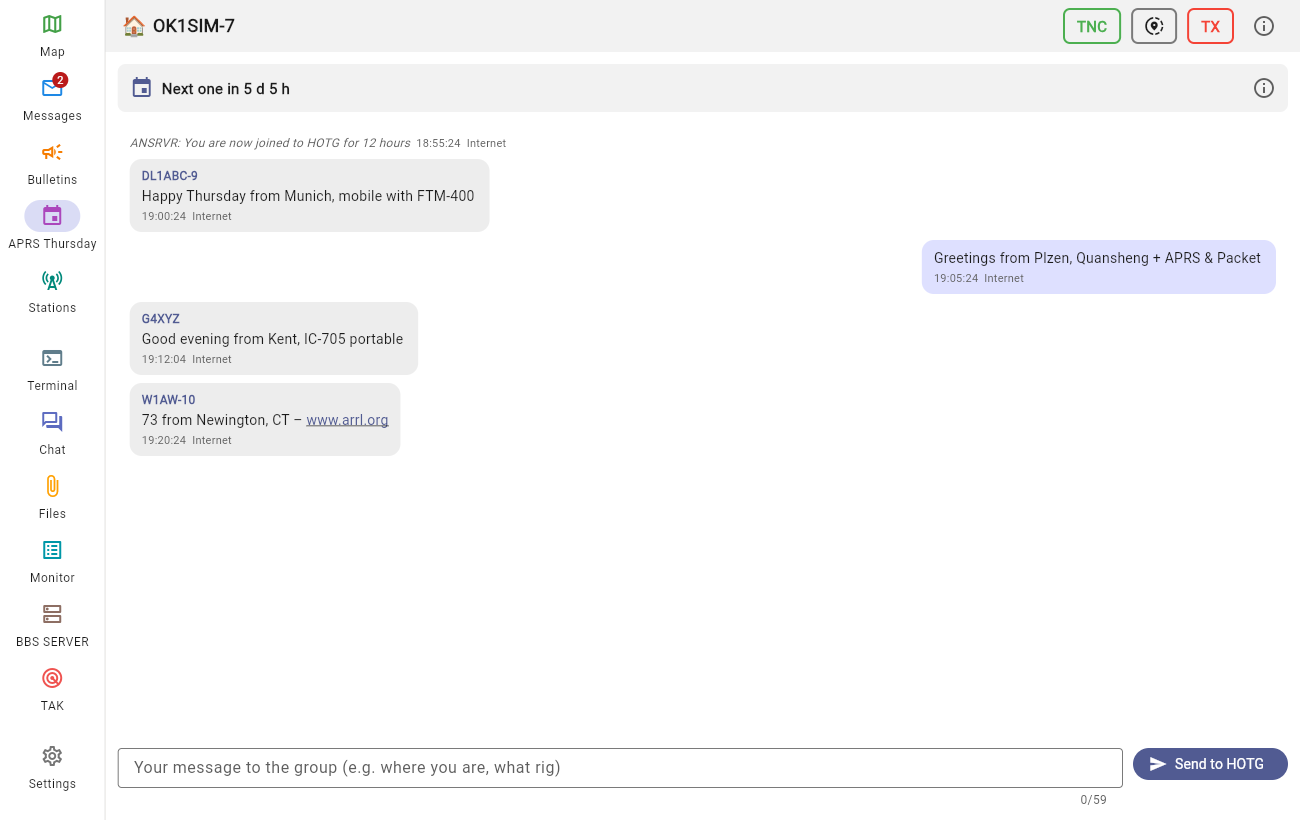 Map
2
Messages
Bulletins
APRS Thursday
Stations
Terminal
Chat
Files
Monitor
BBS SERVER
TAK
Settings
OK1SIM-7
TNC
TX
Next one in 5 d 5 h
ANSRVR: You are now joined to HOTG for 12 hours 18:55:24 Internet
DL1ABC-9
Happy Thursday from Munich, mobile with FTM-400
19:00:24 Internet
Greetings from Plzen, Quansheng + APRS & Packet
19:05:24 Internet
G4XYZ
Good evening from Kent, IC-705 portable
19:12:04 Internet
W1AW-10
73 from Newington, CT – www.arrl.org
19:20:24 Internet
Your message to the group (e.g. where you are, what rig)
Send to HOTG
0/59